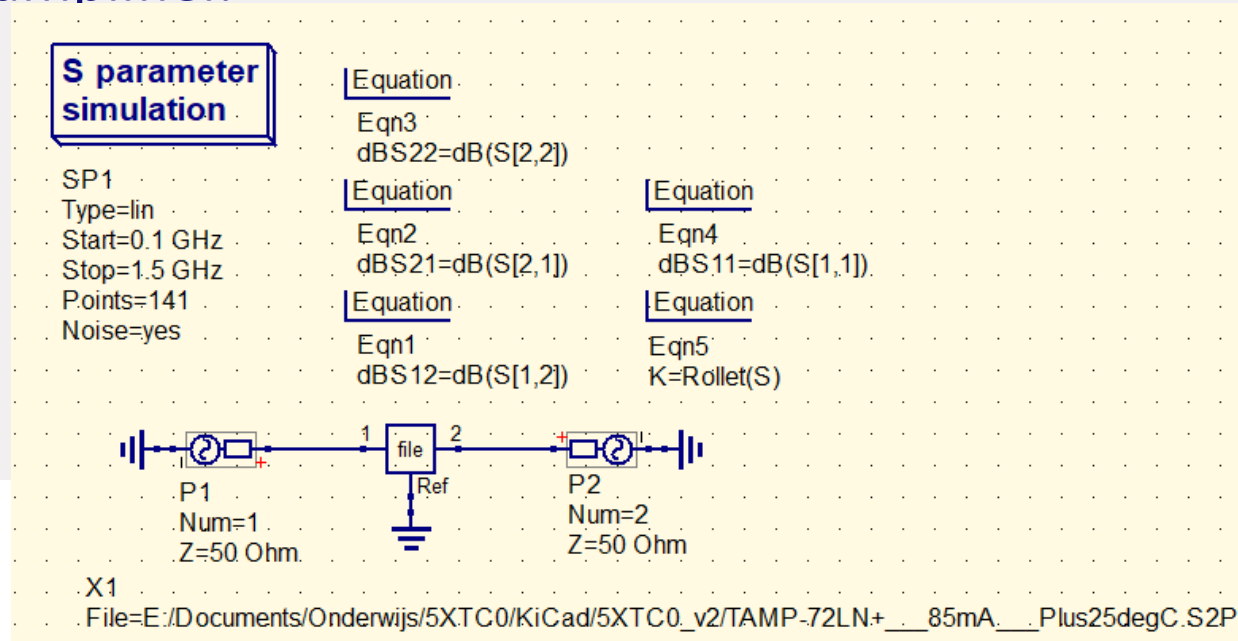 S parameter
simulation
SP1
Type=lin
Start=0.1 GHz
Stop=1.5 GHz
Points=141
Noise=yes
Equation
Eqn3
dBS22=dB(S[2,2])
Equation
Eqn2
dBS21=dB(S[2,1])
Equation
Eqn1
dBS12=dB(S[1,2])
Equation
Eqn4
dBS11=dB(S[1,1])
Equation
Eqn5
K=Rollet(S)
1
file
2
Ref
P1
Num=1
Z=50 Ohm
P2
Num=2
Z=50 Ohm
X1
File=E:/Documents/Onderwijs/5XTC0/KiCad/5XTC0_v2/TAMP-72LN+___85mA___Plus25degC.S2P